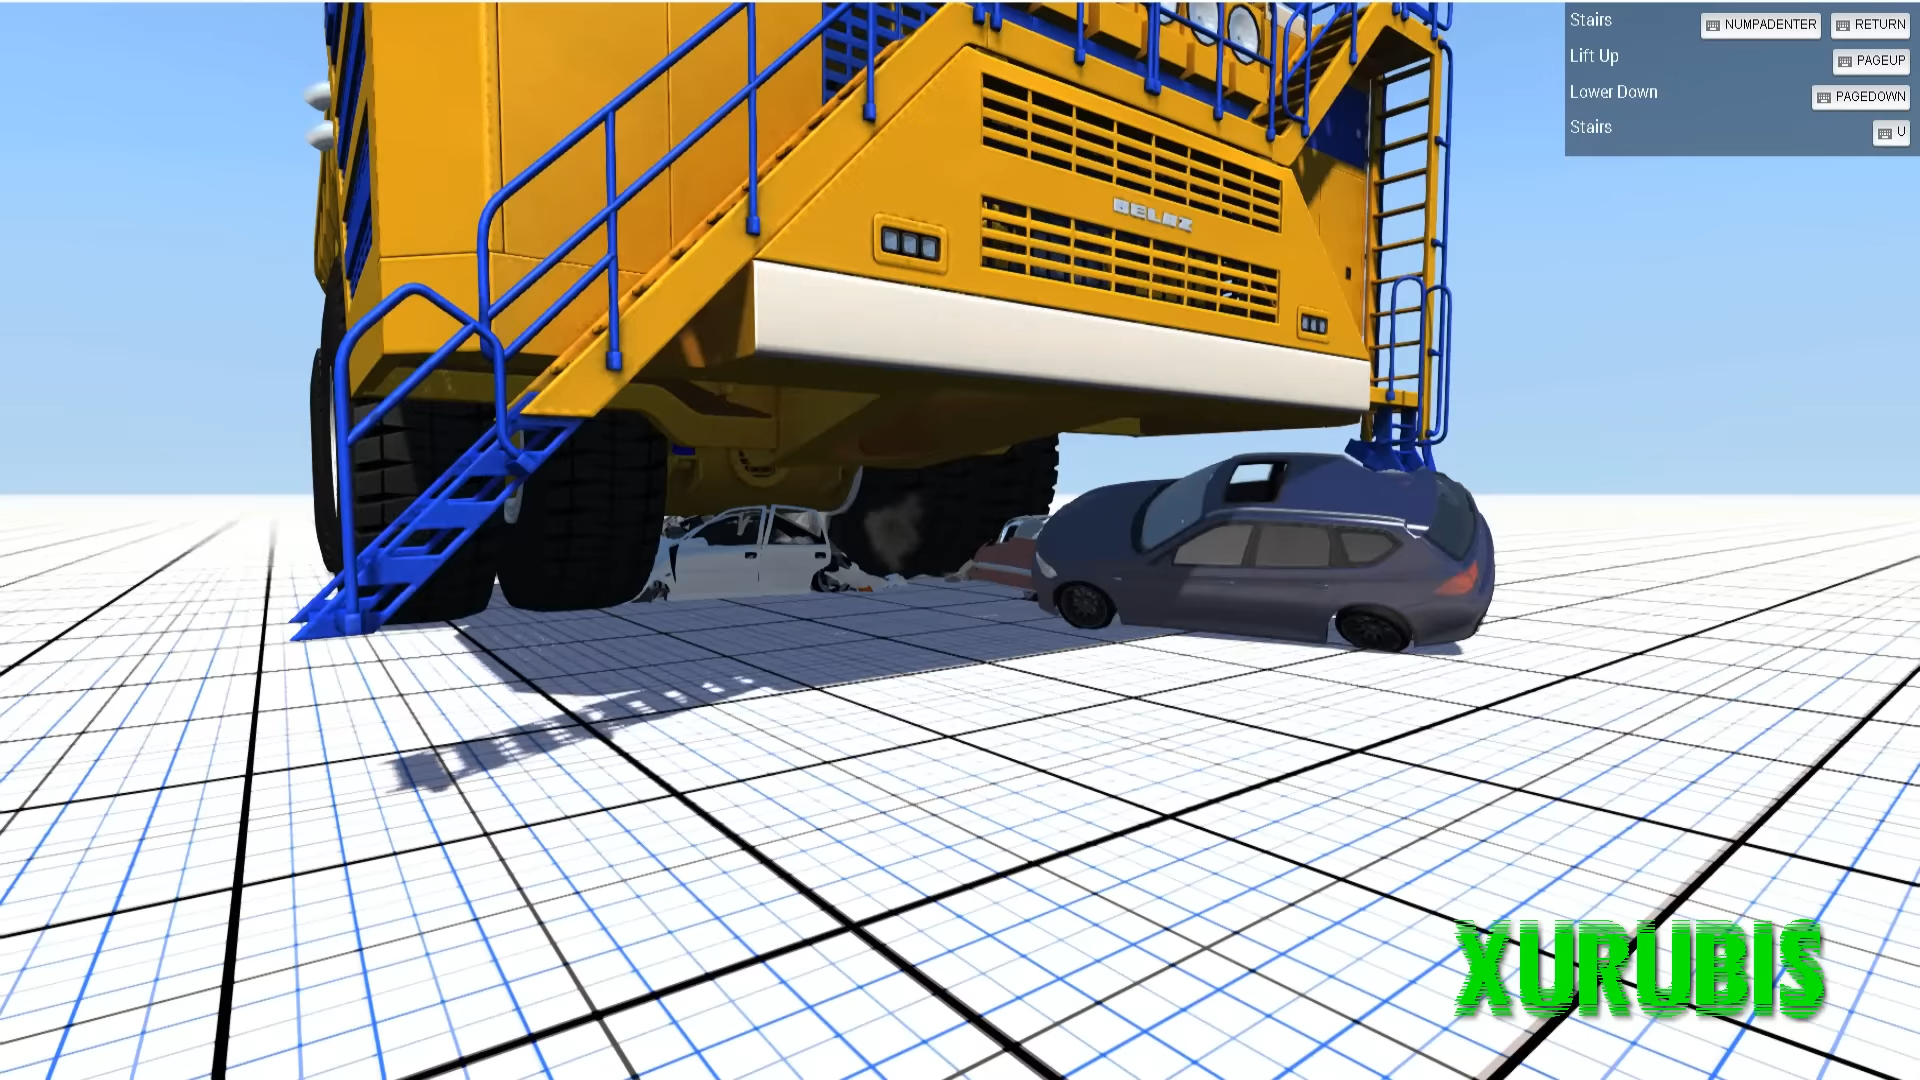 Stairs NUMPADENTER RETURN
Lift Up PAGEUP
Lower Down PAGEDOWN
Stairs U
BELAZ
XURUBIS